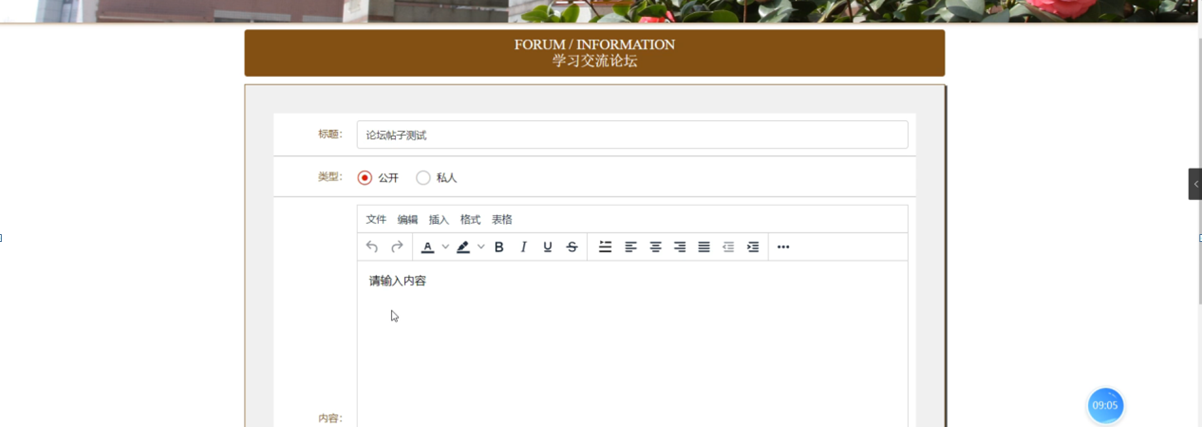 FORUM / INFORMATION
学习交流论坛
标题: 论坛帖子测试
类型: 公开 私人
文件 编辑 插入 格式 表格
A B I U S
请输入内容
内容:
09:05